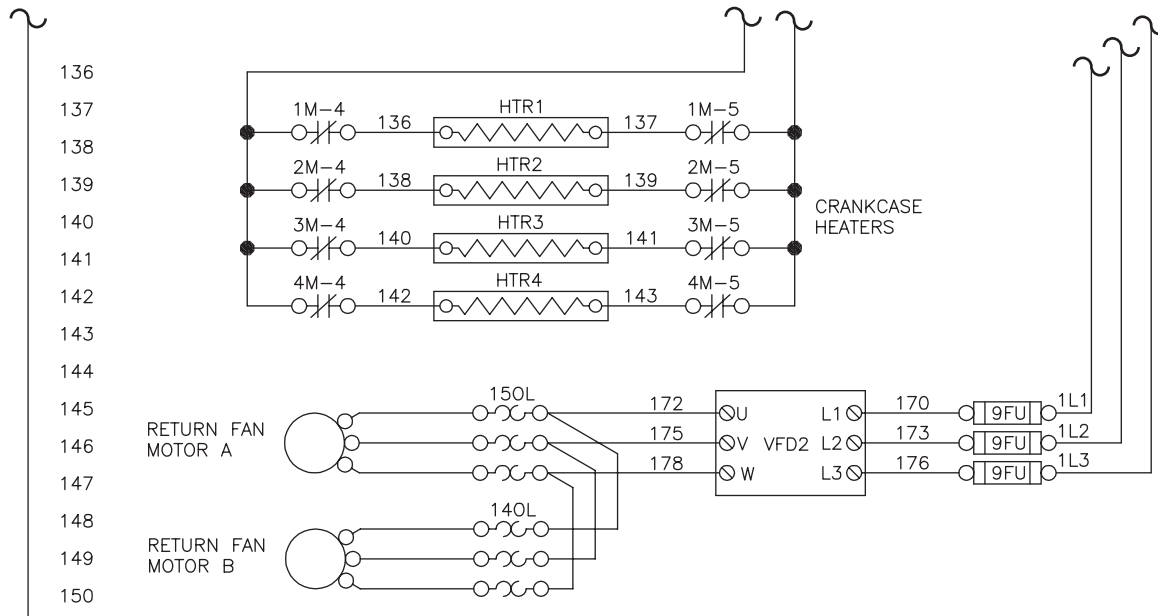 136
137
1M-4 136 HTR1 137 1M-5
138
139
2M-4 138 HTR2 139 2M-5
CRANKCASE
HEATERS
140
3M-4 140 HTR3 141 3M-5
141
142
4M-4 142 HTR4 143 4M-5
143
144
145
15OL 172 U L1 170 9FU 1L1
RETURN FAN
MOTOR A
146
175 V VFD2 L2 173 9FU 1L2
147
178 W L3 176 9FU 1L3
148
14OL
RETURN FAN
MOTOR B
149
150